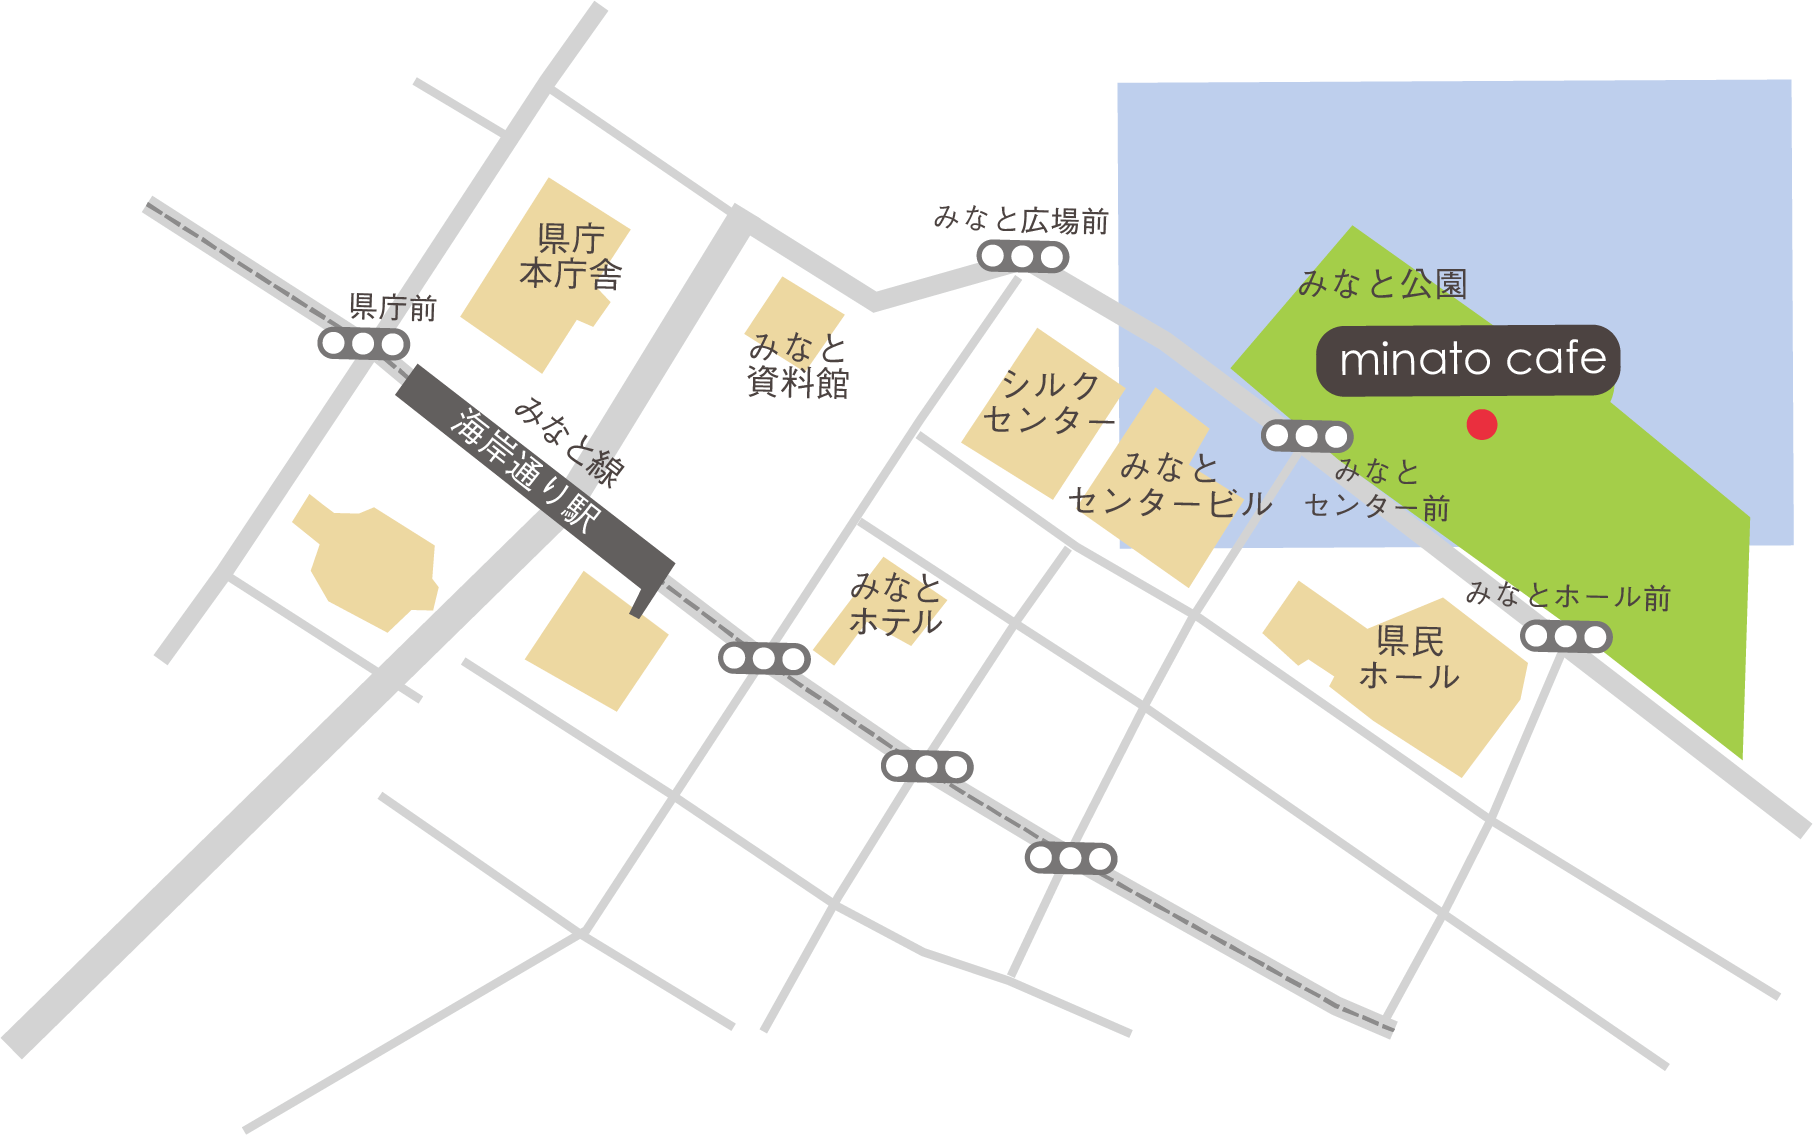 みなと広場前
県庁
本庁舎
みなと公園
県庁前
minato cafe
みなと
資料館
シルク
センター
みなと線
海岸通り駅
みなと
センタービル
みなと
センター前
みなと
ホテル
みなとホール前
県民
ホール